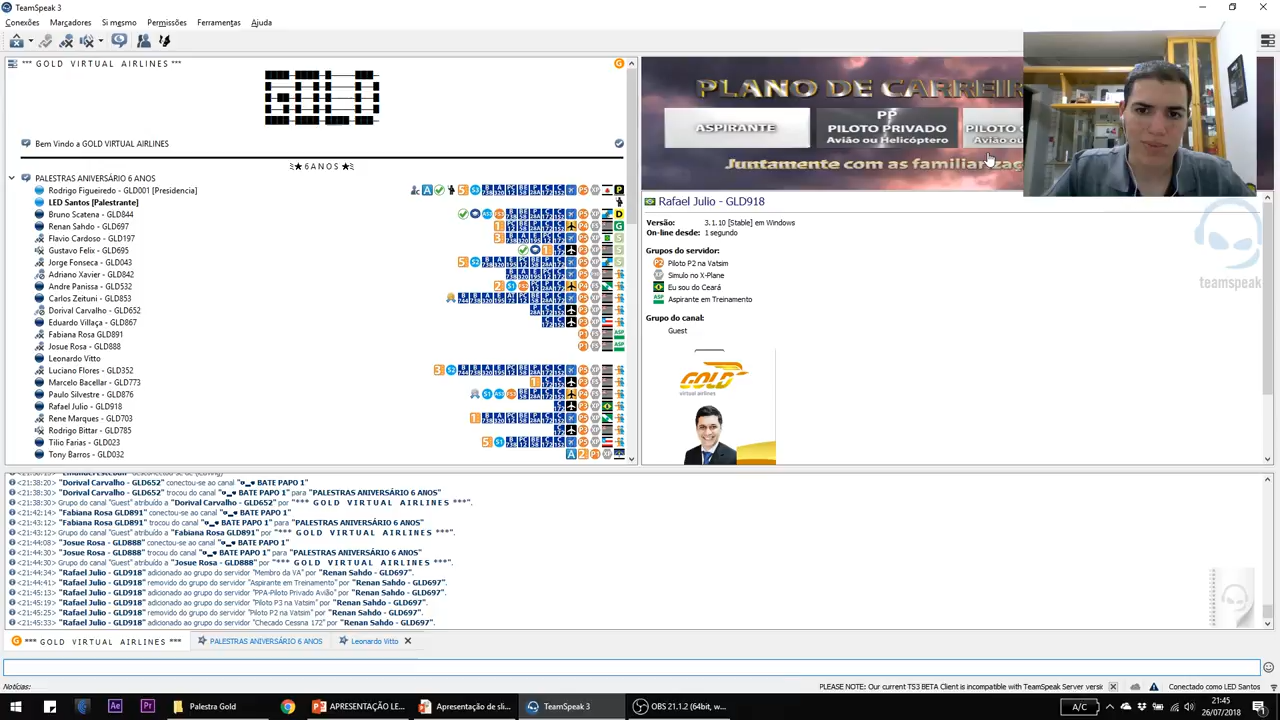 TeamSpeak 3
Conexões Marcadores Si mesmo Permissões Ferramentas Ajuda
*** GOLD VIRTUAL AIRLINES ***
Bem Vindo a GOLD VIRTUAL AIRLINES
★ 6 ANOS ★
PALESTRAS ANIVERSÁRIO 6 ANOS
Rodrigo Figueiredo - GLD001 [Presidencia]
LED Santos [Palestrante]
Bruno Scatena - GLD844
Renan Sahdo - GLD697
Flavio Cardoso - GLD197
Gustavo Felix - GLD695
Jorge Fonseca - GLD043
Adriano Xavier - GLD842
Andre Panissa - GLD532
Carlos Zeituni - GLD853
Dorival Carvalho - GLD652
Eduardo Villaça - GLD867
Fabiana Rosa GLD891
Josue Rosa - GLD888
Leonardo Vitto
Luciano Flores - GLD352
Marcelo Bacellar - GLD773
Paulo Silvestre - GLD876
Rafael Julio - GLD918
Rene Marques - GLD703
Rodrigo Bittar - GLD785
Tilio Farias - GLD023
Tony Barros - GLD032
PLANO DE CARREIR
ASPIRANTE
PP
PILOTO PRIVADO
Avião ou Helicóptero
PILOTO
Avião ou
Juntamente com as familiariza
Rafael Julio - GLD918
Versão: 3.1.10 [Stable] em Windows
On-line desde: 1 segundo
Grupos do servidor:
P2 Piloto P2 na Vatsim
XP Simulo no X-Plane
Eu sou do Ceará
ASP Aspirante em Treinamento
Grupo do canal:
Guest
GOLD
virtual airlines
teamspeak
<21:38:20> "Dorival Carvalho - GLD652" conectou-se ao canal "BATE PAPO 1"
<21:38:30> "Dorival Carvalho - GLD652" trocou do canal "BATE PAPO 1" para "PALESTRAS ANIVERSÁRIO 6 ANOS"
<21:38:30> Grupo do canal "Guest" atribuído a "Dorival Carvalho - GLD652" por "*** GOLD VIRTUAL AIRLINES ***".
<21:42:14> "Fabiana Rosa GLD891" conectou-se ao canal "BATE PAPO 1"
<21:43:12> "Fabiana Rosa GLD891" trocou do canal "BATE PAPO 1" para "PALESTRAS ANIVERSÁRIO 6 ANOS"
<21:43:12> Grupo do canal "Guest" atribuído a "Fabiana Rosa GLD891" por "*** GOLD VIRTUAL AIRLINES ***".
<21:44:08> "Josue Rosa - GLD888" conectou-se ao canal "BATE PAPO 1"
<21:44:30> "Josue Rosa - GLD888" trocou do canal "BATE PAPO 1" para "PALESTRAS ANIVERSÁRIO 6 ANOS"
<21:44:30> Grupo do canal "Guest" atribuído a "Josue Rosa - GLD888" por "*** GOLD VIRTUAL AIRLINES ***".
<21:44:34> "Rafael Julio - GLD918" adicionado ao grupo do servidor "Membro da VA" por "Renan Sahdo - GLD697".
<21:44:41> "Rafael Julio - GLD918" removido do grupo do servidor "Aspirante em Treinamento" por "Renan Sahdo - GLD697".
<21:45:13> "Rafael Julio - GLD918" adicionado ao grupo do servidor "PPA-Piloto Privado Avião" por "Renan Sahdo - GLD697".
<21:45:19> "Rafael Julio - GLD918" adicionado ao grupo do servidor "Piloto P3 na Vatsim" por "Renan Sahdo - GLD697".
<21:45:25> "Rafael Julio - GLD918" removido do grupo do servidor "Piloto P2 na Vatsim" por "Renan Sahdo - GLD697".
<21:45:33> "Rafael Julio - GLD918" adicionado ao grupo do servidor "Checado Cessna 172" por "Renan Sahdo - GLD697".
*** GOLD VIRTUAL AIRLINES *** PALESTRAS ANIVERSÁRIO 6 ANOS Leonardo Vitto
Notícias: PLEASE NOTE: Our current TS3 BETA Client is incompatible with TeamSpeak Server versi Conectado como LED Santos
Ae Pr Palestra Gold APRESENTAÇÃO LE... Apresentação de sli... TeamSpeak 3 OBS 21.1.2 (64bit, w... A/C 21:45
26/07/2018